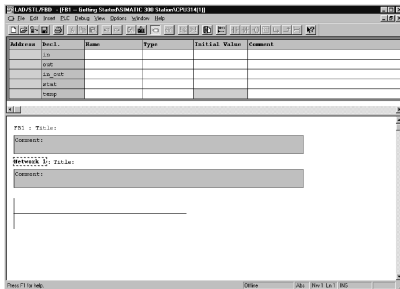 LAD/STL/FBD - [FB1 -- Getting Started\SIMATIC 300 Station\CPU314(1)]
File Edit Insert PLC Debug View Options Window Help
Address Decl. Name Type Initial Value Comment
in
out
in_out
stat
temp
FB1 : Title:
Comment:
Network 1: Title:
Comment:
Press F1 for help. Offline Abs Nw 1 Ln 1 INS